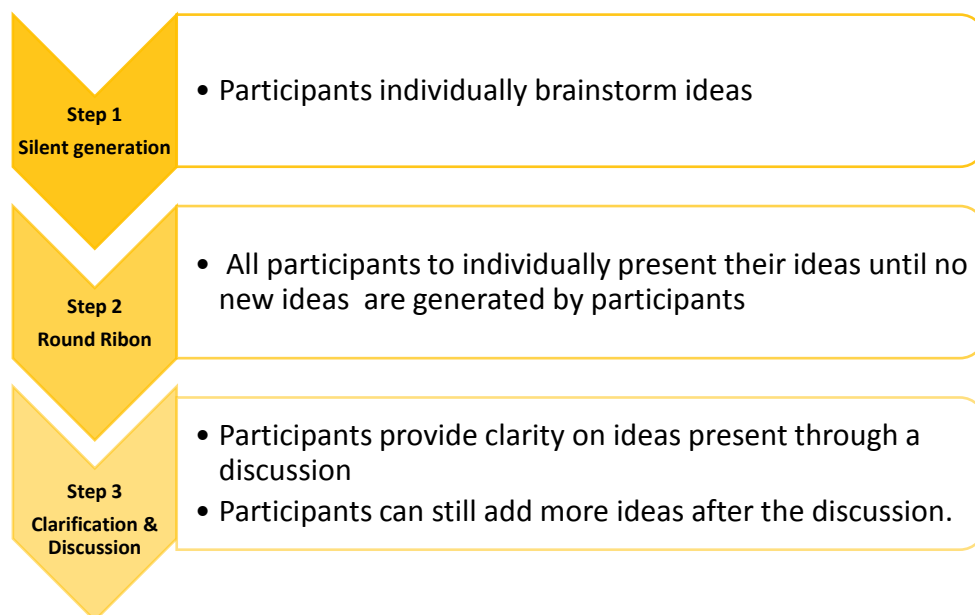 Step 1
Silent generation
• Participants individually brainstorm ideas
Step 2
Round Ribon
• All participants to individually present their ideas until no
new ideas are generated by participants
Step 3
Clarification &
Discussion
• Participants provide clarity on ideas present through a
discussion
• Participants can still add more ideas after the discussion.